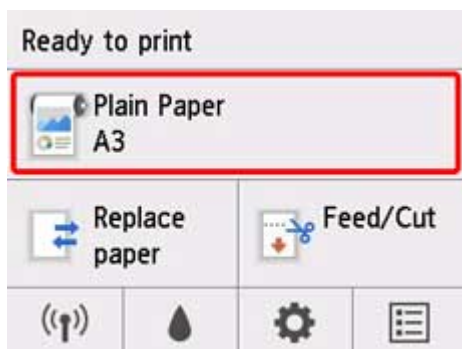 Ready to print
Plain Paper
A3
Replace
paper
Feed/Cut